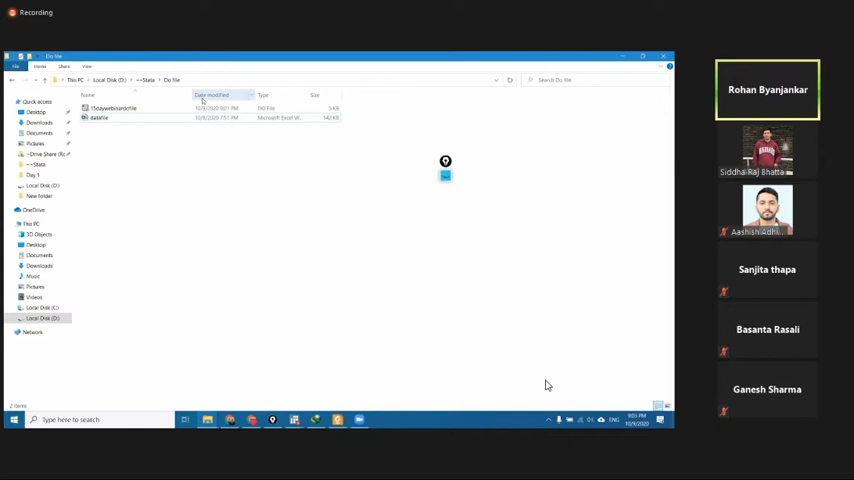 Recording
Do file
File Home Share View
This PC Local Disk (D:) ~~Stata Do file
Search Do file
Name Date modified Type Size
15daywebinardofile 10/9/2020 9:01 PM DO File 5 KB
datafile 10/8/2020 7:51 PM Microsoft Excel W... 142 KB
Quick access
Desktop
Downloads
Documents
Pictures
~Drive Share (Ro
~~Stata
Day 1
Local Disk (D:)
New folder
OneDrive
This PC
3D Objects
Desktop
Documents
Downloads
Music
Pictures
Videos
Local Disk (C:)
Local Disk (D:)
Network
2 items
Type here to search
ENG
9:03 PM
10/9/2020
Rohan Byanjankar
Siddha Raj Bhatta
Aashish Adhi...
Sanjita thapa
Basanta Rasali
Ganesh Sharma